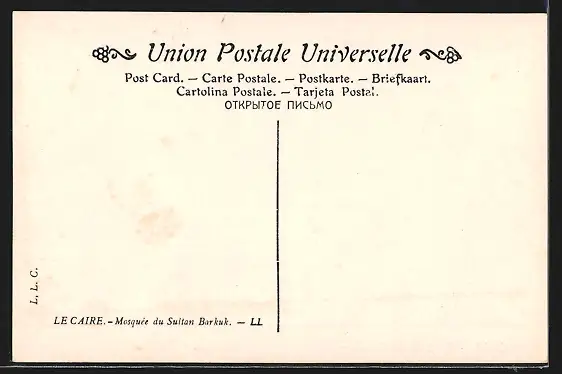 Union Postale Universelle
Post Card. — Carte Postale. — Postkarte. — Briefkaart.
Cartolina Postale. — Tarjeta Postal.
ОТКРЫТОЕ ПИСЬМО
L. L. C.
LE CAIRE. - Mosquée du Sultan Barkuk. — LL